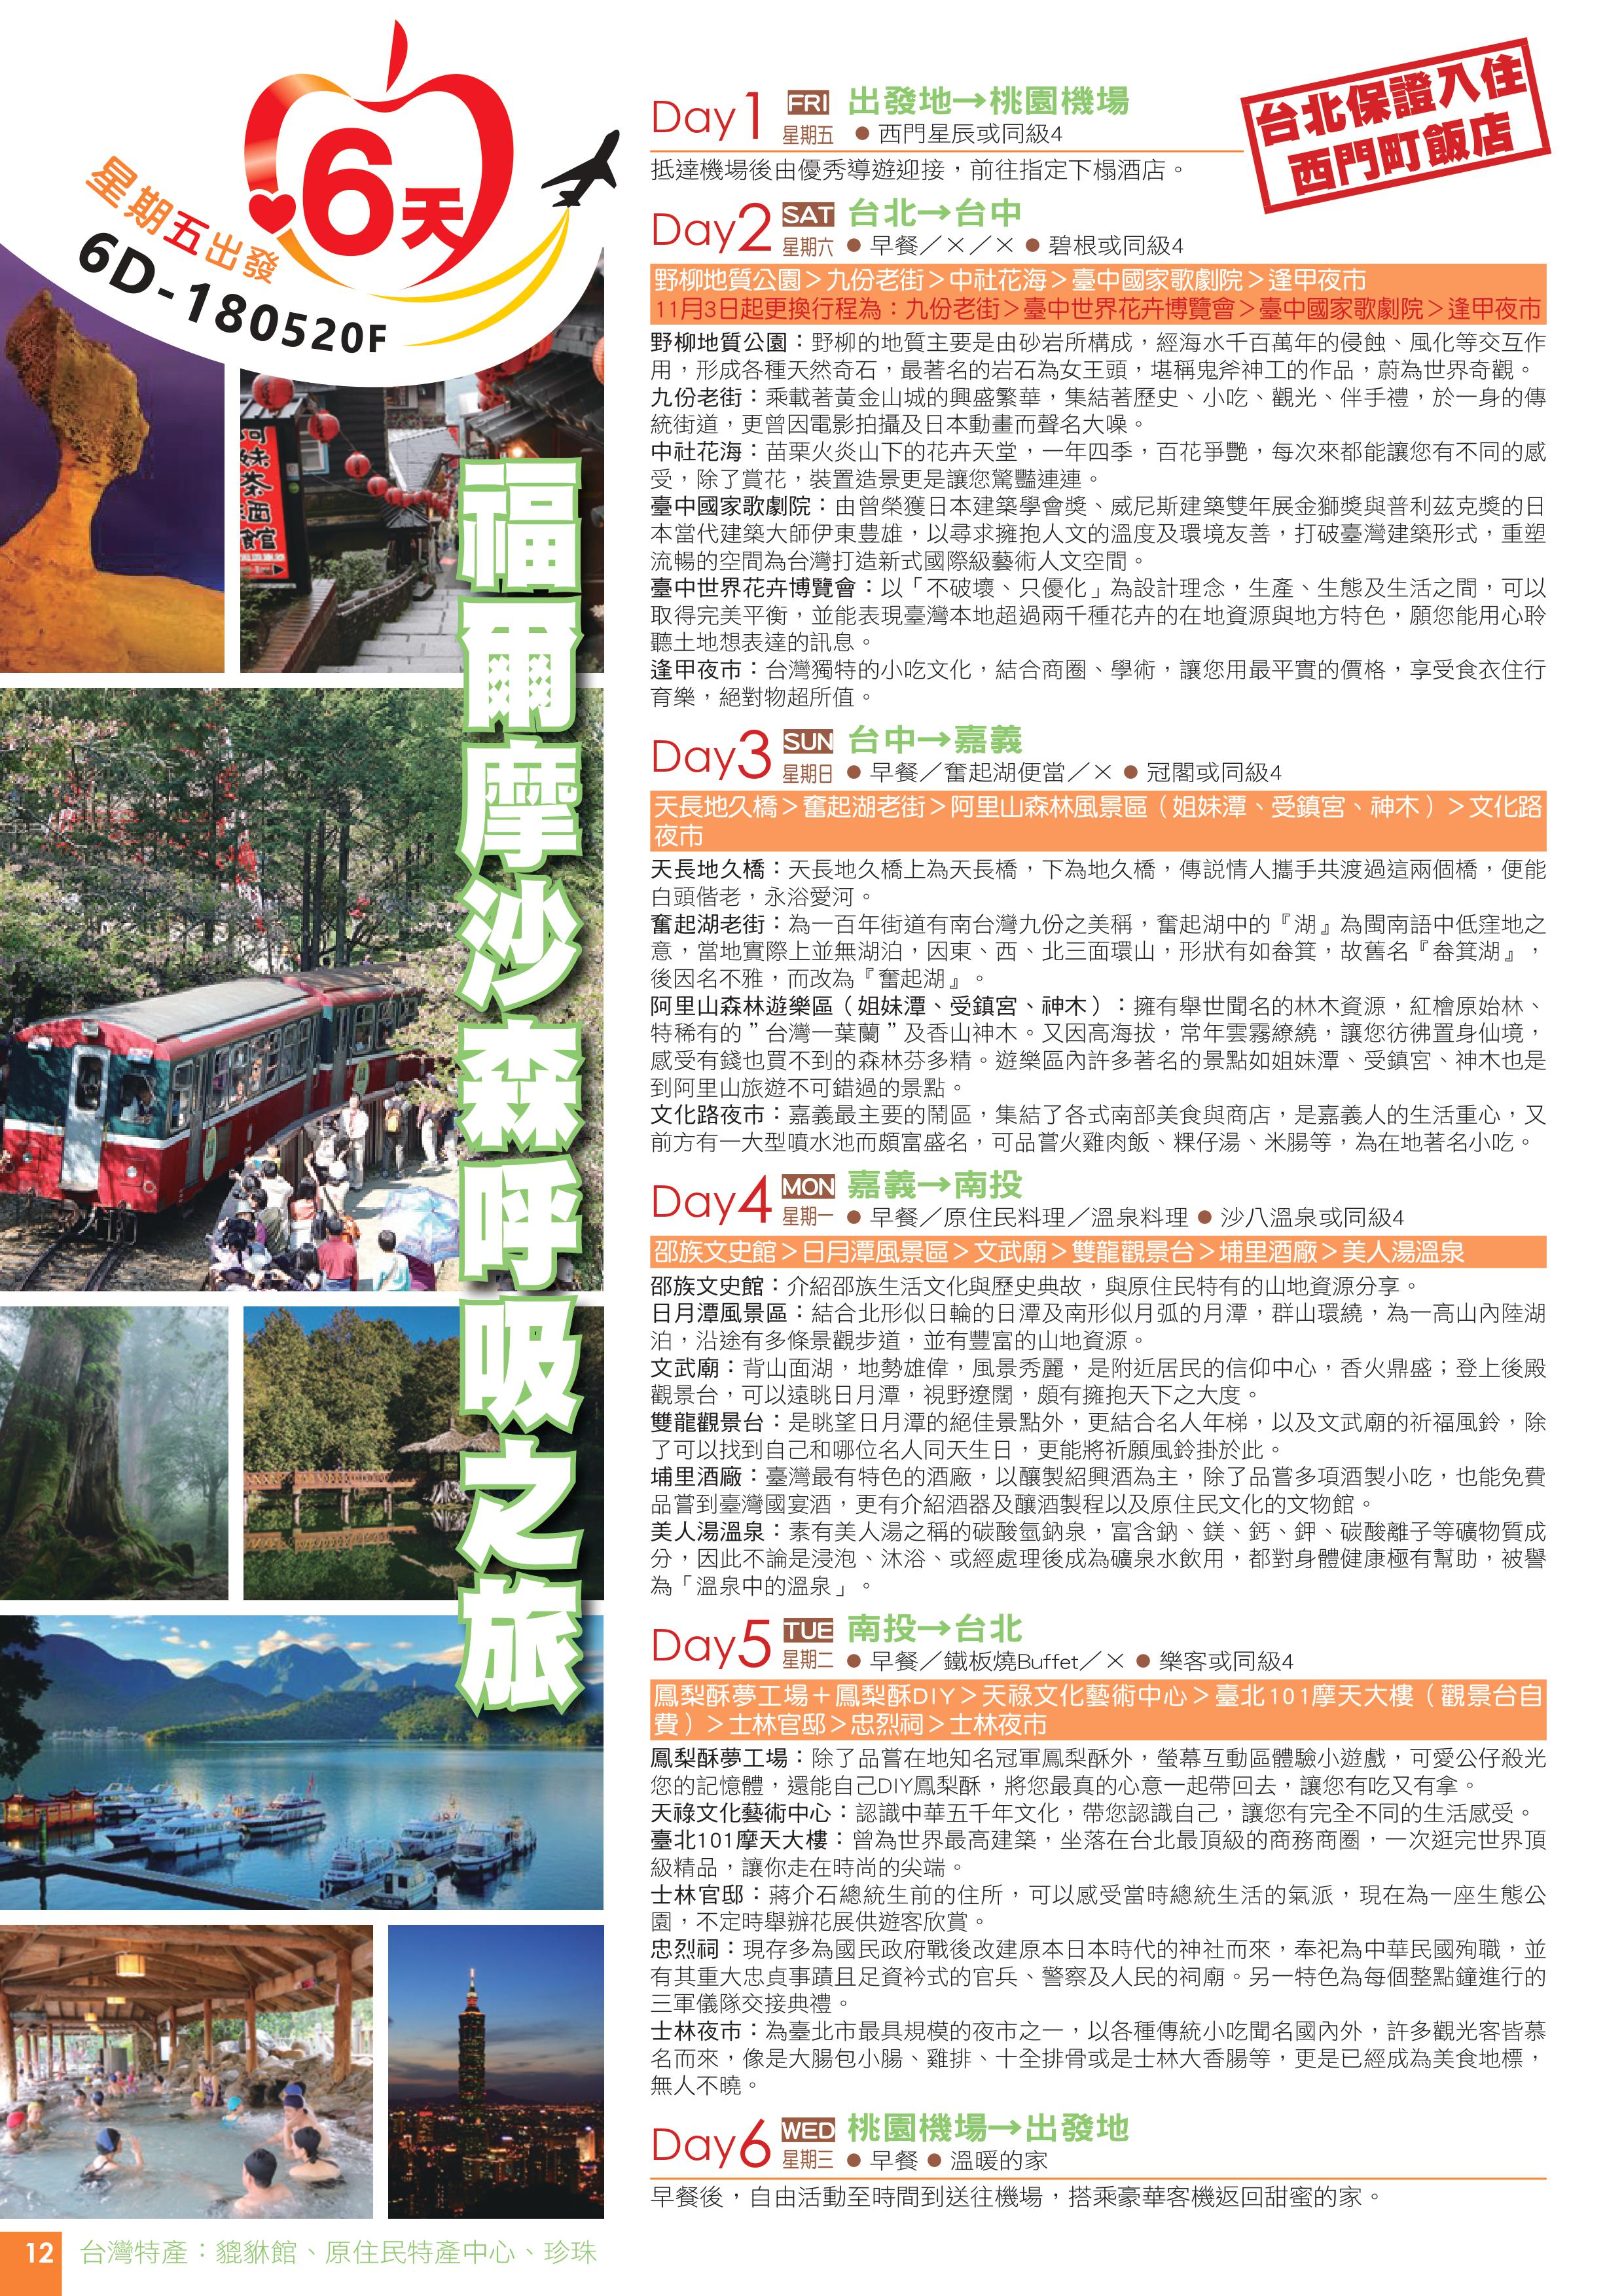 6天
星期五出發
6D-180520F
福爾摩沙森呼吸之旅
台北保證入住
西門町飯店
Day1 FRI 星期五 出發地→桃園機場
● 西門星辰或同級4
抵達機場後由優秀導遊迎接，前往指定下榻酒店。
Day2 SAT 星期六 台北→台中
● 早餐／×／× ● 碧根或同級4
野柳地質公園＞九份老街＞中社花海＞臺中國家歌劇院＞逢甲夜市
11月3日起更換行程為：九份老街＞臺中世界花卉博覽會＞臺中國家歌劇院＞逢甲夜市
野柳地質公園：野柳的地質主要是由砂岩所構成，經海水千百萬年的侵蝕、風化等交互作
用，形成各種天然奇石，最著名的岩石為女王頭，堪稱鬼斧神工的作品，蔚為世界奇觀。
九份老街：乘載著黃金山城的興盛繁華，集結著歷史、小吃、觀光、伴手禮，於一身的傳
統街道，更曾因電影拍攝及日本動畫而聲名大噪。
中社花海：苗栗火炎山下的花卉天堂，一年四季，百花爭艷，每次來都能讓您有不同的感
受，除了賞花，裝置造景更是讓您驚豔連連。
臺中國家歌劇院：由曾榮獲日本建築學會獎、威尼斯建築雙年展金獅獎與普利茲克獎的日
本當代建築大師伊東豊雄，以尋求擁抱人文的溫度及環境友善，打破臺灣建築形式，重塑
流暢的空間為台灣打造新式國際級藝術人文空間。
臺中世界花卉博覽會：以「不破壞、只優化」為設計理念，生產、生態及生活之間，可以
取得完美平衡，並能表現臺灣本地超過兩千種花卉的在地資源與地方特色，願您能用心聆
聽土地想表達的訊息。
逢甲夜市：台灣獨特的小吃文化，結合商圈、學術，讓您用最平實的價格，享受食衣住行
育樂，絕對物超所值。
Day3 SUN 星期日 台中→嘉義
● 早餐／奮起湖便當／× ● 冠閣或同級4
天長地久橋＞奮起湖老街＞阿里山森林風景區（姐妹潭、受鎮宮、神木）＞文化路
夜市
天長地久橋：天長地久橋上為天長橋，下為地久橋，傳説情人攜手共渡過這兩個橋，便能
白頭偕老，永浴愛河。
奮起湖老街：為一百年街道有南台灣九份之美稱，奮起湖中的『湖』為閩南語中低窪地之
意，當地實際上並無湖泊，因東、西、北三面環山，形狀有如畚箕，故舊名『畚箕湖』，
後因名不雅，而改為『奮起湖』。
阿里山森林遊樂區（姐妹潭、受鎮宮、神木）：擁有舉世聞名的林木資源，紅檜原始林、
特稀有的＂台灣一葉蘭＂及香山神木。又因高海拔，常年雲霧繚繞，讓您彷彿置身仙境，
感受有錢也買不到的森林芬多精。遊樂區內許多著名的景點如姐妹潭、受鎮宮、神木也是
到阿里山旅遊不可錯過的景點。
文化路夜市：嘉義最主要的鬧區，集結了各式南部美食與商店，是嘉義人的生活重心，又
前方有一大型噴水池而頗富盛名，可品嘗火雞肉飯、粿仔湯、米腸等，為在地著名小吃。
Day4 MON 星期一 嘉義→南投
● 早餐／原住民料理／溫泉料理 ● 沙八溫泉或同級4
邵族文史館＞日月潭風景區＞文武廟＞雙龍觀景台＞埔里酒廠＞美人湯溫泉
邵族文史館：介紹邵族生活文化與歷史典故，與原住民特有的山地資源分享。
日月潭風景區：結合北形似日輪的日潭及南形似月弧的月潭，群山環繞，為一高山內陸湖
泊，沿途有多條景觀步道，並有豐富的山地資源。
文武廟：背山面湖，地勢雄偉，風景秀麗，是附近居民的信仰中心，香火鼎盛；登上後殿
觀景台，可以遠眺日月潭，視野遼闊，頗有擁抱天下之大度。
雙龍觀景台：是眺望日月潭的絕佳景點外，更結合名人年梯，以及文武廟的祈福風鈴，除
了可以找到自己和哪位名人同天生日，更能將祈願風鈴掛於此。
埔里酒廠：臺灣最有特色的酒廠，以釀製紹興酒為主，除了品嘗多項酒製小吃，也能免費
品嘗到臺灣國宴酒，更有介紹酒器及釀酒製程以及原住民文化的文物館。
美人湯溫泉：素有美人湯之稱的碳酸氫鈉泉，富含鈉、鎂、鈣、鉀、碳酸離子等礦物質成
分，因此不論是浸泡、沐浴、或經處理後成為礦泉水飲用，都對身體健康極有幫助，被譽
為「溫泉中的溫泉」。
Day5 TUE 星期二 南投→台北
● 早餐／鐵板燒Buffet／× ● 樂客或同級4
鳳梨酥夢工場＋鳳梨酥DIY＞天祿文化藝術中心＞臺北101摩天大樓（觀景台自
費）＞士林官邸＞忠烈祠＞士林夜市
鳳梨酥夢工場：除了品嘗在地知名冠軍鳳梨酥外，螢幕互動區體驗小遊戲，可愛公仔殺光
您的記憶體，還能自己DIY鳳梨酥，將您最真的心意一起帶回去，讓您有吃又有拿。
天祿文化藝術中心：認識中華五千年文化，帶您認識自己，讓您有完全不同的生活感受。
臺北101摩天大樓：曾為世界最高建築，坐落在台北最頂級的商務商圈，一次逛完世界頂
級精品，讓你走在時尚的尖端。
士林官邸：蔣介石總統生前的住所，可以感受當時總統生活的氣派，現在為一座生態公
園，不定時舉辦花展供遊客欣賞。
忠烈祠：現存多為國民政府戰後改建原本日本時代的神社而來，奉祀為中華民國殉職，並
有其重大忠貞事蹟且足資衿式的官兵、警察及人民的祠廟。另一特色為每個整點鐘進行的
三軍儀隊交接典禮。
士林夜市：為臺北市最具規模的夜市之一，以各種傳統小吃聞名國內外，許多觀光客皆慕
名而來，像是大腸包小腸、雞排、十全排骨或是士林大香腸等，更是已經成為美食地標，
無人不曉。
Day6 WED 星期三 桃園機場→出發地
● 早餐 ● 溫暖的家
早餐後，自由活動至時間到送往機場，搭乘豪華客機返回甜蜜的家。
12 台灣特產：貔貅館、原住民特產中心、珍珠